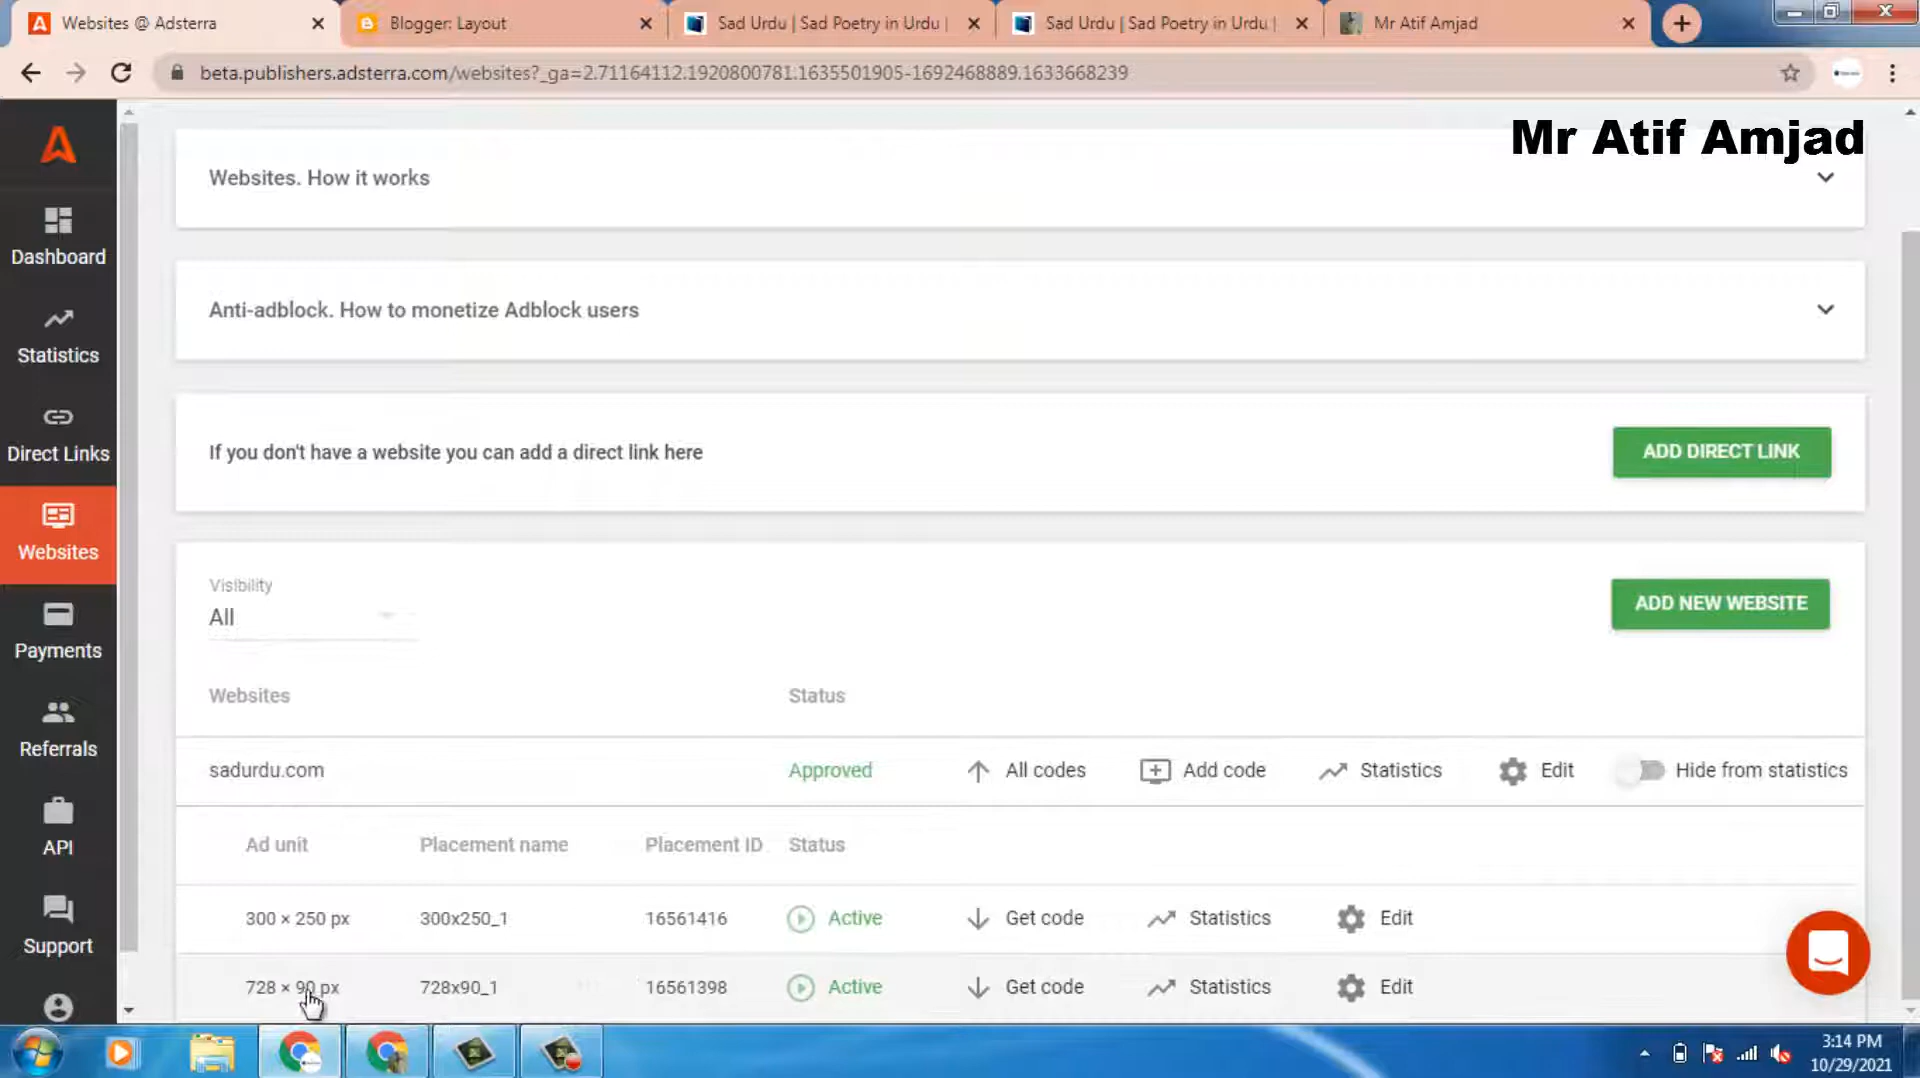 Websites @ Adsterra
Blogger: Layout
Sad Urdu | Sad Poetry in Urdu |
Sad Urdu | Sad Poetry in Urdu |
Mr Atif Amjad
beta.publishers.adsterra.com/websites?_ga=2.71164112.1920800781.1635501905-1692468889.1633668239
Mr Atif Amjad
Dashboard
Statistics
Direct Links
Websites
Payments
Referrals
API
Support
Websites. How it works
Anti-adblock. How to monetize Adblock users
If you don't have a website you can add a direct link here
ADD DIRECT LINK
Visibility
All
ADD NEW WEBSITE
Websites Status
sadurdu.com Approved All codes Add code Statistics Edit Hide from statistics
Ad unit Placement name Placement ID Status
300 × 250 px 300x250_1 16561416 Active Get code Statistics Edit
728 × 90 px 728x90_1 16561398 Active Get code Statistics Edit
3:14 PM
10/29/2021